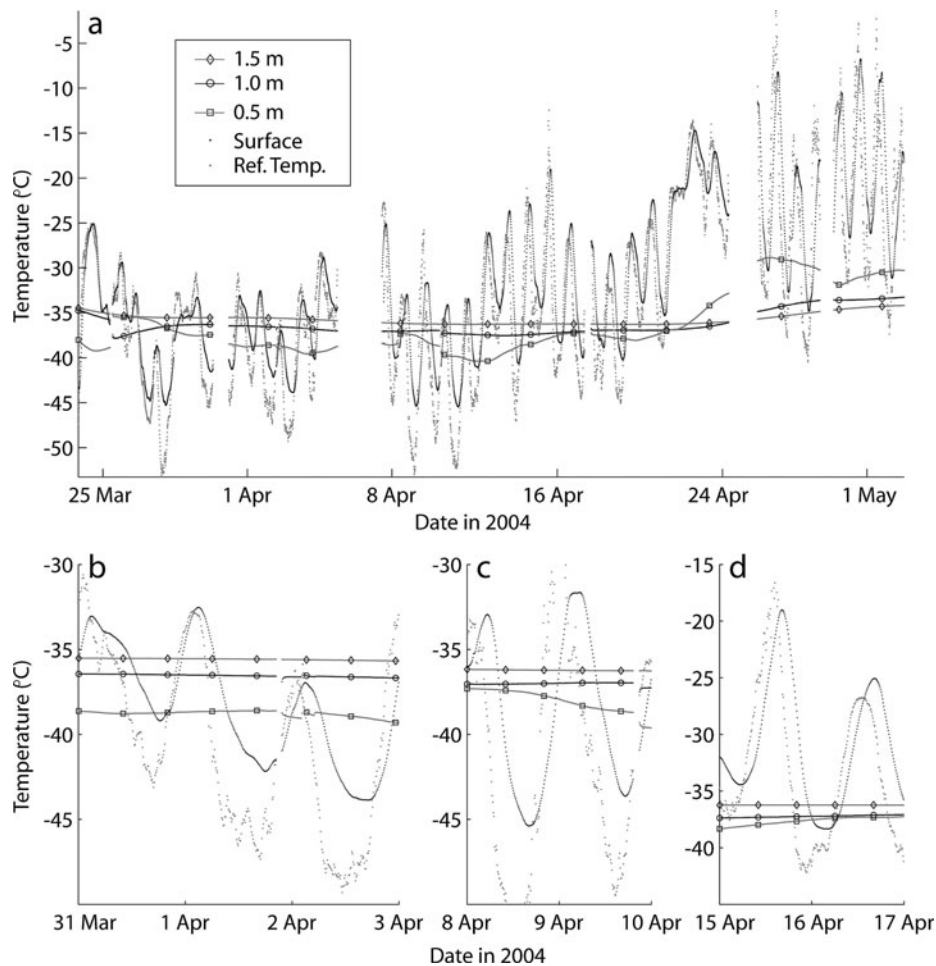 a
1.5 m
1.0 m
0.5 m
Surface
Ref. Temp.
Temperature (°C)
-5
-10
-15
-20
-25
-30
-35
-40
-45
-50
25 Mar
1 Apr
8 Apr
16 Apr
24 Apr
1 May
Date in 2004
b
Temperature (°C)
-30
-35
-40
-45
31 Mar
1 Apr
2 Apr
3 Apr
c
-30
-35
-40
-45
8 Apr
9 Apr
10 Apr
d
-15
-20
-25
-30
-35
-40
15 Apr
16 Apr
17 Apr
Date in 2004